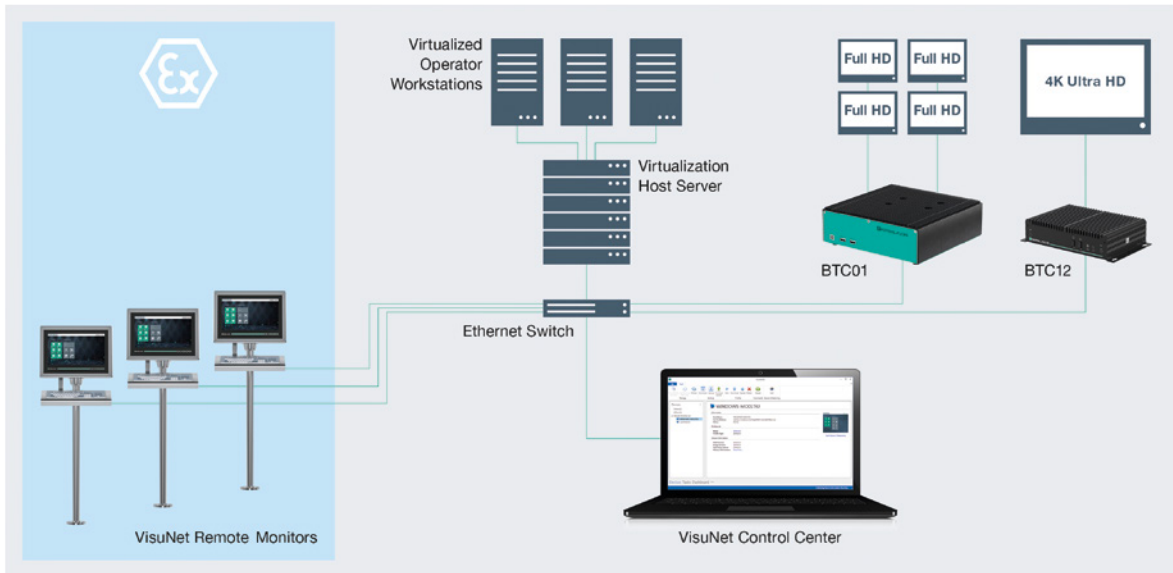 Ex
Virtualized
Operator
Workstations
Virtualization
Host Server
Full HD
Full HD
Full HD
Full HD
4K Ultra HD
BTC01
BTC12
Ethernet Switch
VisuNet Remote Monitors
VisuNet Control Center